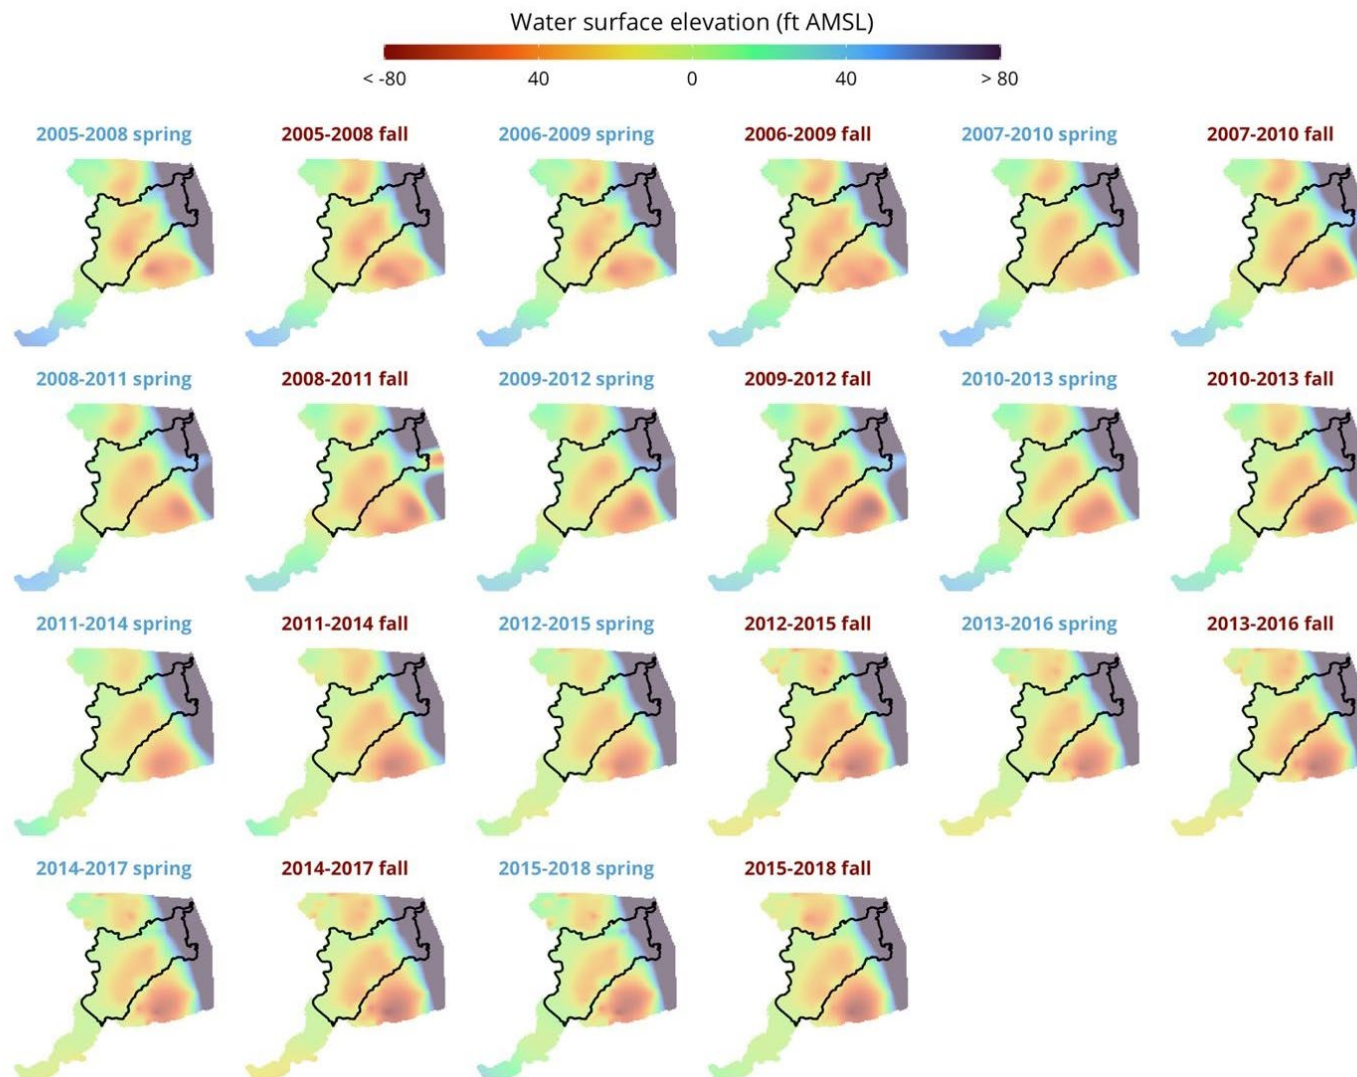 Water surface elevation (ft AMSL)
< -80 40 0 40 > 80
2005-2008 spring 2005-2008 fall 2006-2009 spring 2006-2009 fall 2007-2010 spring 2007-2010 fall
2008-2011 spring 2008-2011 fall 2009-2012 spring 2009-2012 fall 2010-2013 spring 2010-2013 fall
2011-2014 spring 2011-2014 fall 2012-2015 spring 2012-2015 fall 2013-2016 spring 2013-2016 fall
2014-2017 spring 2014-2017 fall 2015-2018 spring 2015-2018 fall